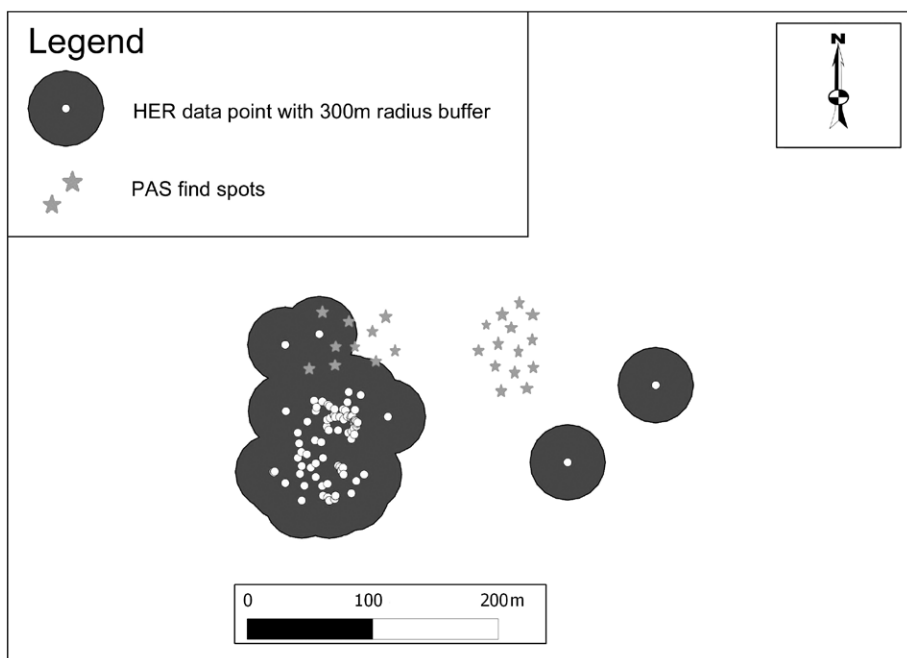 Legend
HER data point with 300m radius buffer
PAS find spots
N
0 100 200m